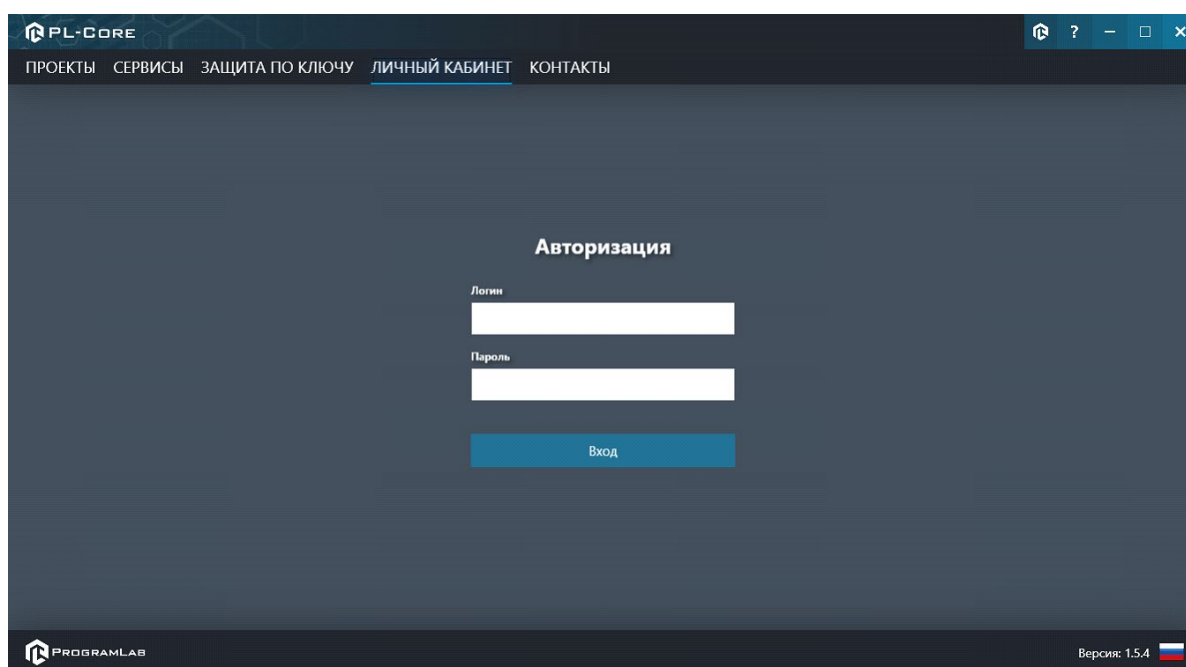 PL-CORE
?
ПРОЕКТЫ СЕРВИСЫ ЗАЩИТА ПО КЛЮЧУ ЛИЧНЫЙ КАБИНЕТ КОНТАКТЫ
Авторизация
Логин
Пароль
Вход
PROGRAMLAB
Версия: 1.5.4